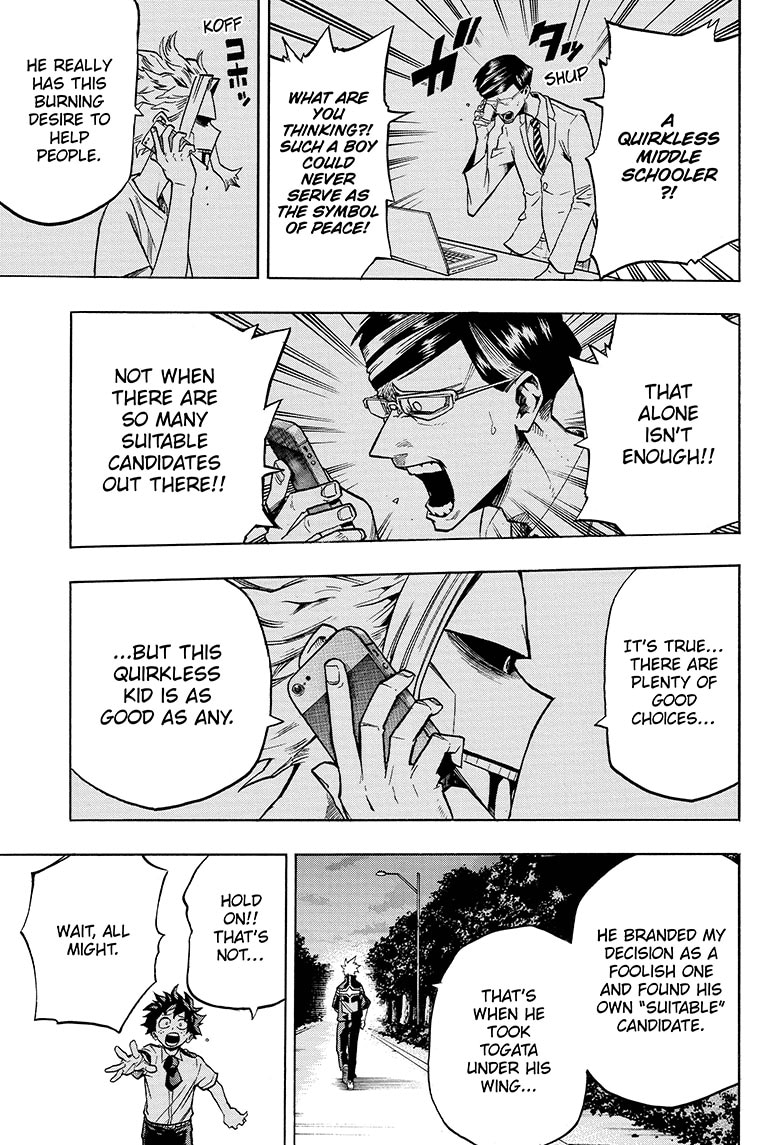 A
QUIRKLESS
MIDDLE
SCHOOLER
?!
ガタッ
SHUP
WHAT ARE
YOU
THINKING?!
SUCH A BOY
COULD
NEVER
SERVE AS
THE SYMBOL
OF PEACE!
KOFF
コホッ
HE REALLY
HAS THIS
BURNING
DESIRE TO
HELP
PEOPLE.
THAT
ALONE
ISN'T
ENOUGH!!
NOT WHEN
THERE ARE
SO MANY
SUITABLE
CANDIDATES
OUT THERE!!
IT'S TRUE...
THERE ARE
PLENTY OF
GOOD
CHOICES...
...BUT THIS
QUIRKLESS
KID IS AS
GOOD AS ANY.
HE BRANDED MY
DECISION AS A
FOOLISH ONE
AND FOUND HIS
OWN "SUITABLE"
CANDIDATE.
THAT'S
WHEN HE
TOOK
TOGATA
UNDER HIS
WING...
HOLD
ON!!
THAT'S
NOT...
WAIT, ALL
MIGHT.